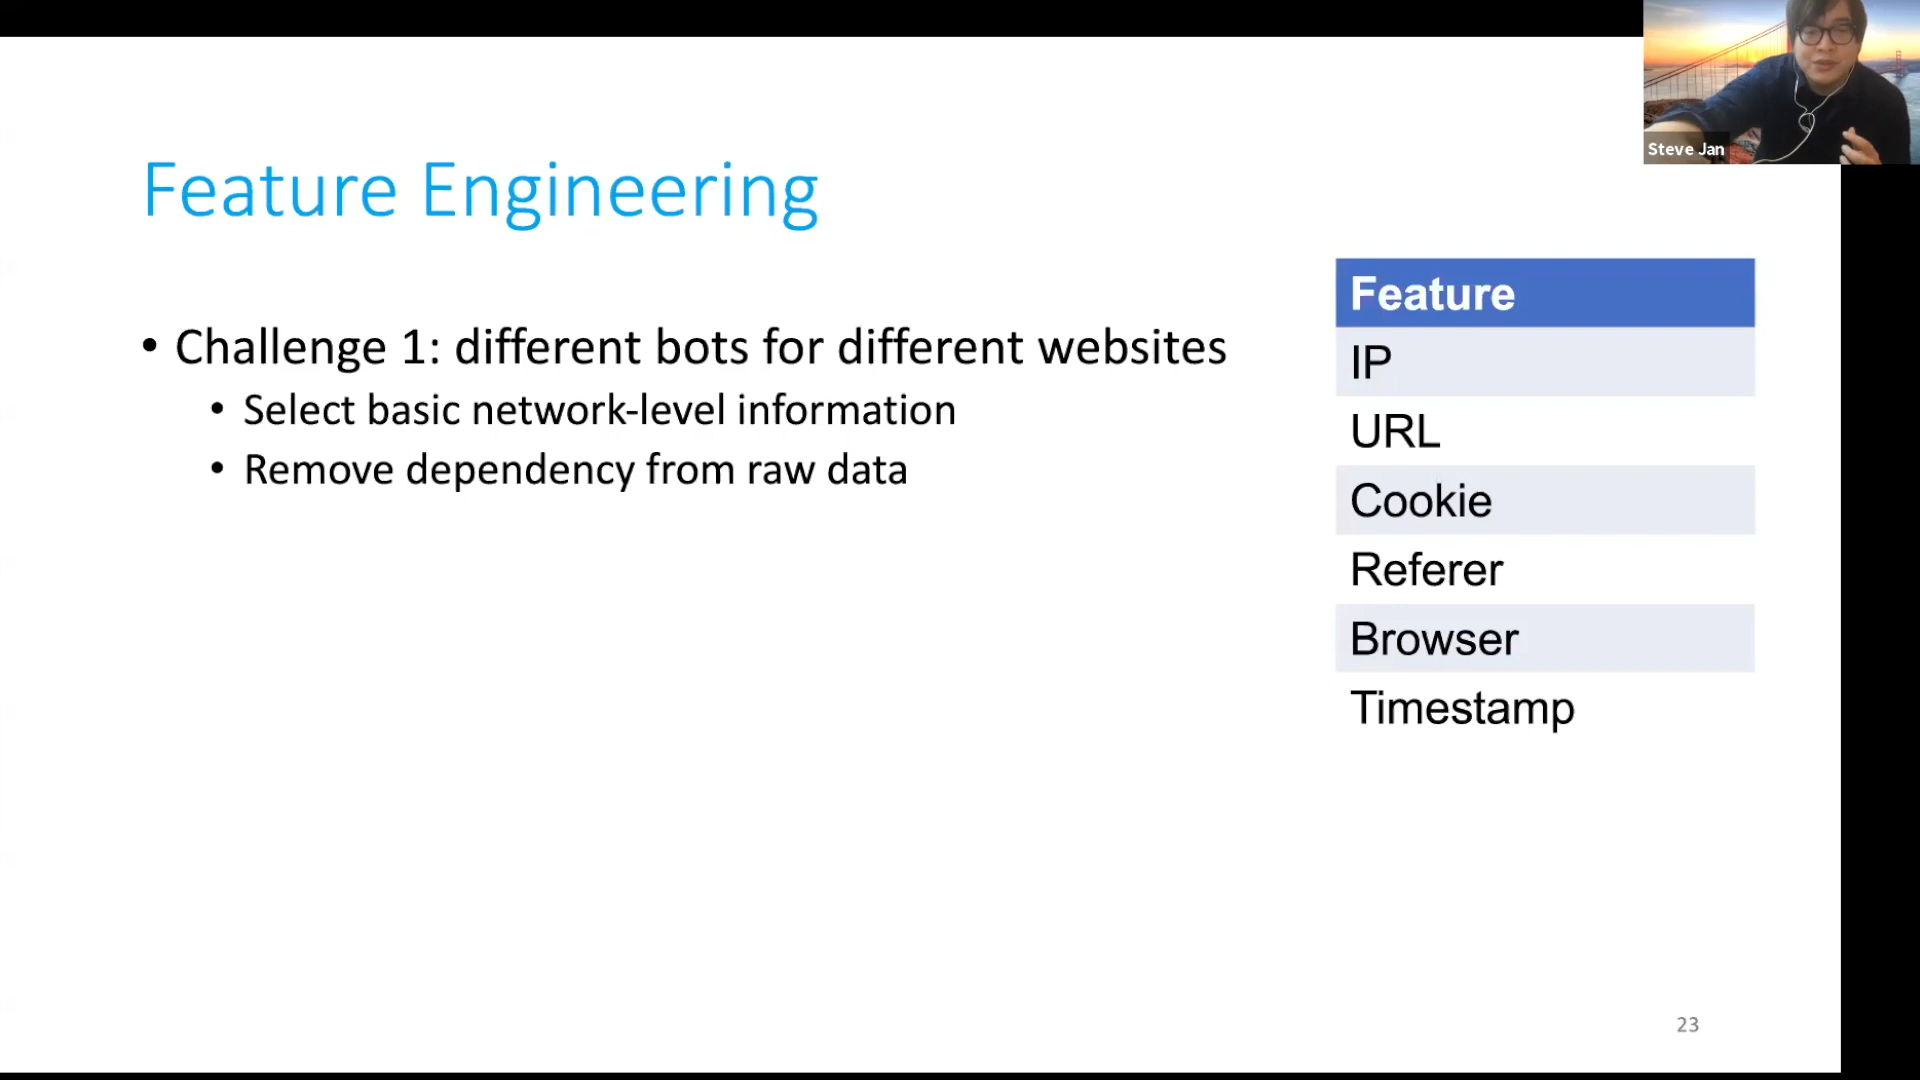 Steve Jan
Feature Engineering
• Challenge 1: different bots for different websites
• Select basic network-level information
• Remove dependency from raw data
Feature
IP
URL
Cookie
Referer
Browser
Timestamp
23